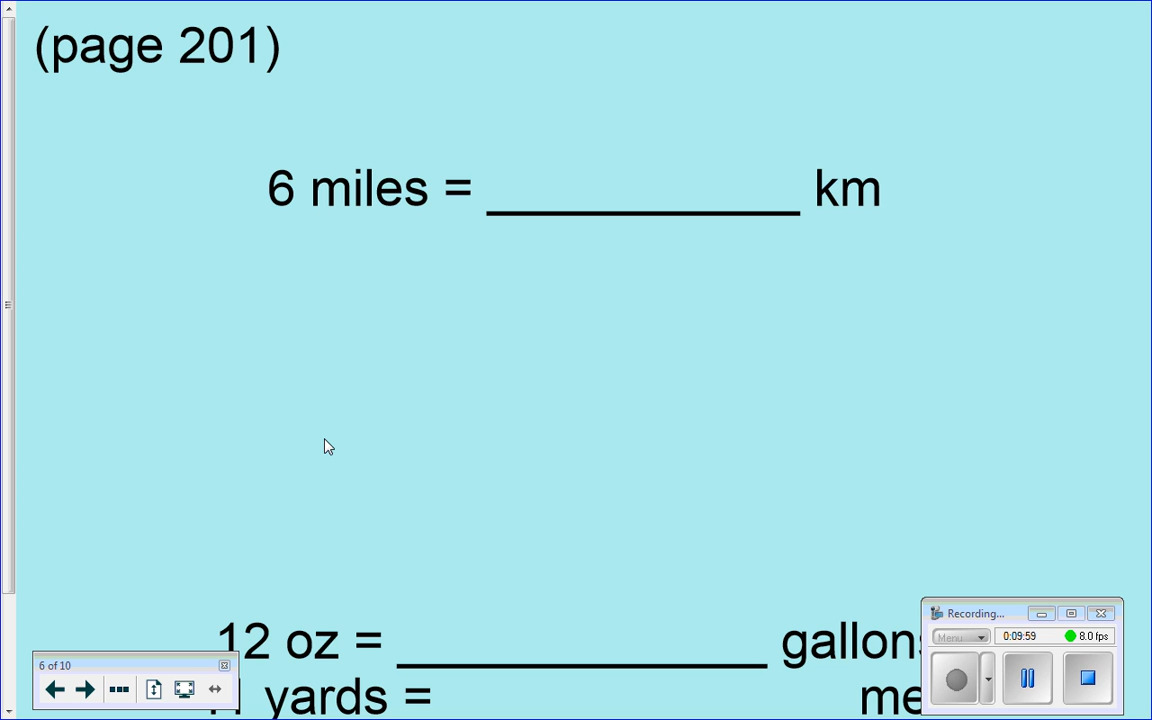 (page 201)
6 miles = ____________ km
12 oz = ______________ gallons
yards = me
6 of 10
Recording...
Menu
0:09:59
8.0 fps